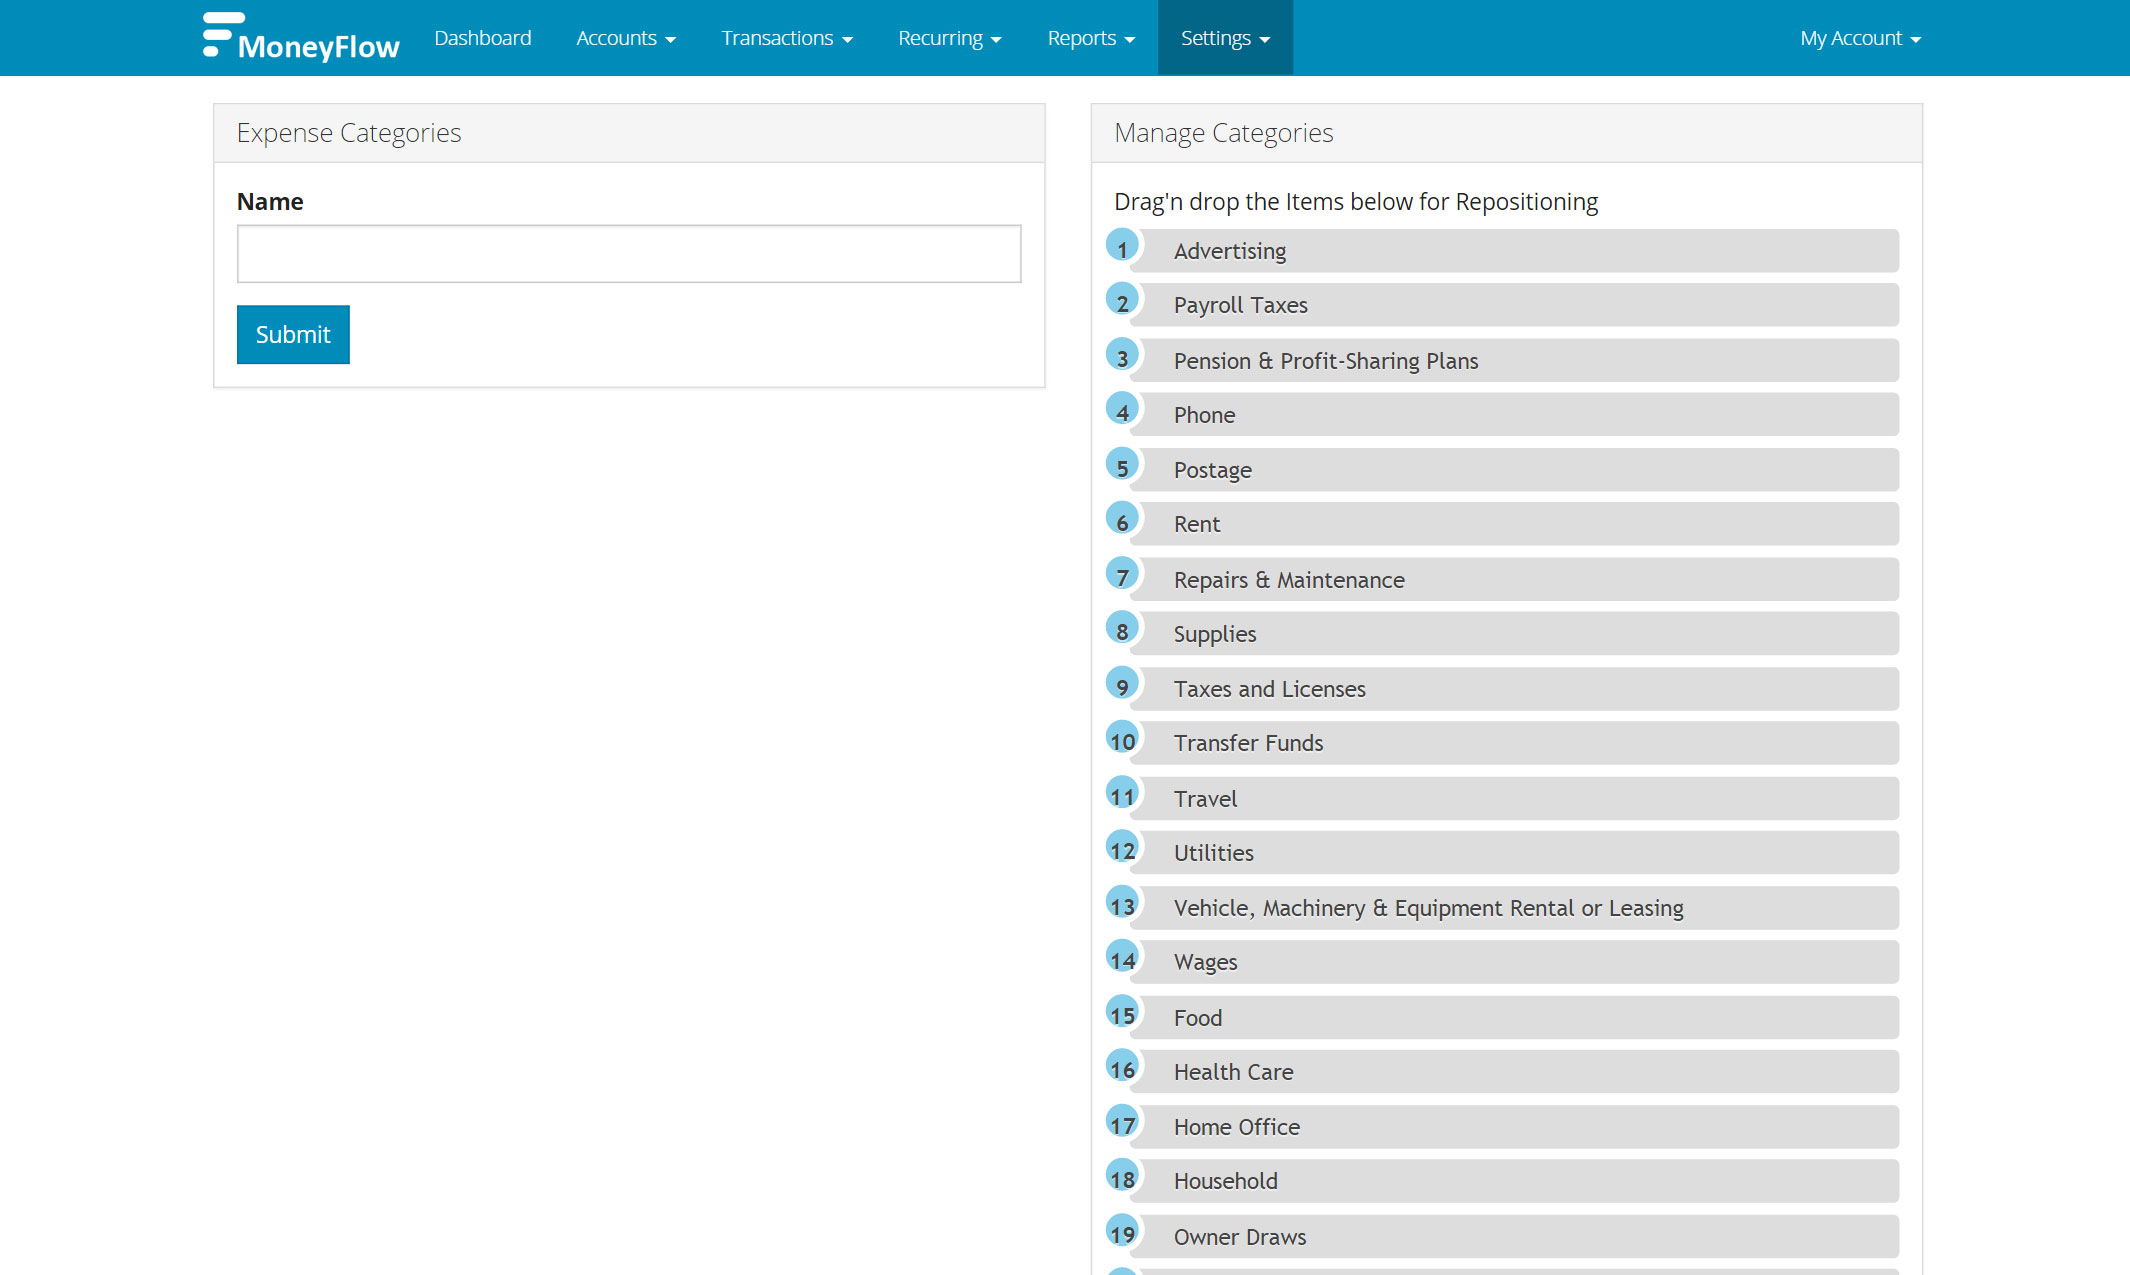 MoneyFlow Dashboard Accounts Transactions Recurring Reports Settings My Account
Expense Categories
Name
Submit
Manage Categories
Drag'n drop the Items below for Repositioning
1 Advertising
2 Payroll Taxes
3 Pension & Profit-Sharing Plans
4 Phone
5 Postage
6 Rent
7 Repairs & Maintenance
8 Supplies
9 Taxes and Licenses
10 Transfer Funds
11 Travel
12 Utilities
13 Vehicle, Machinery & Equipment Rental or Leasing
14 Wages
15 Food
16 Health Care
17 Home Office
18 Household
19 Owner Draws